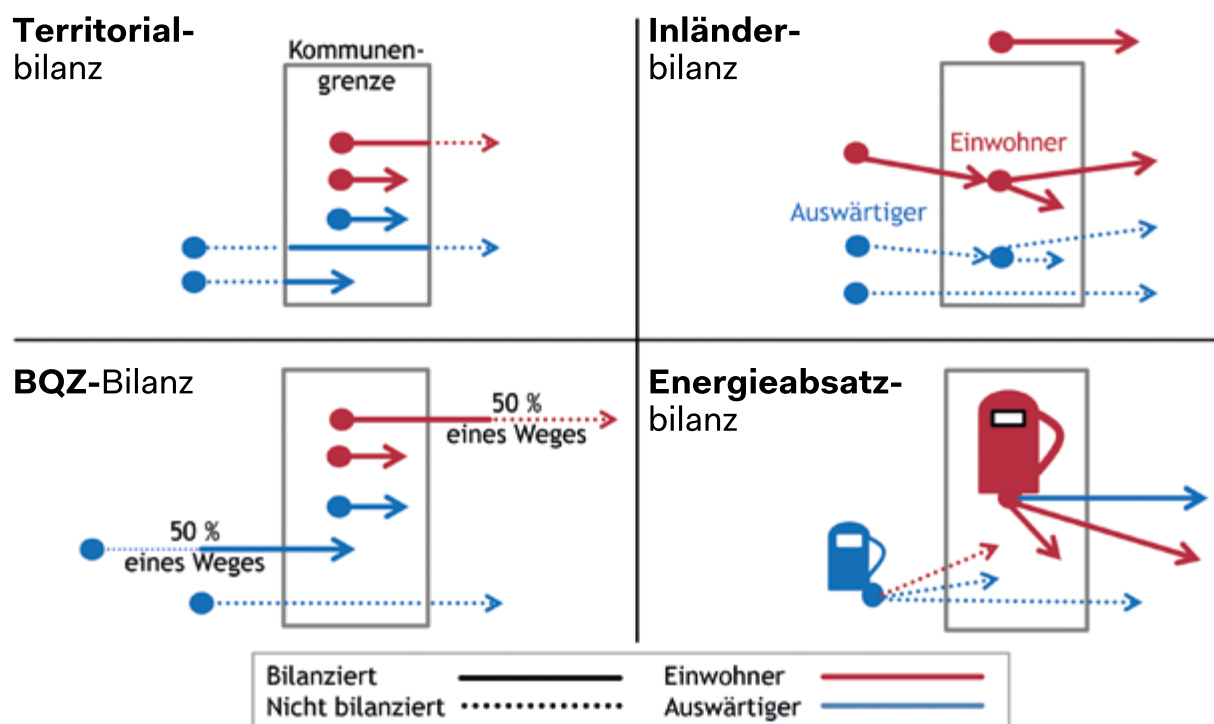 Territorial-
bilanz
Kommunen-
grenze
Inländer-
bilanz
Einwohner
Auswärtiger
BQZ-Bilanz
50 %
eines Weges
50 %
eines Weges
Energieabsatz-
bilanz
Bilanziert
Nicht bilanziert
Einwohner
Auswärtiger